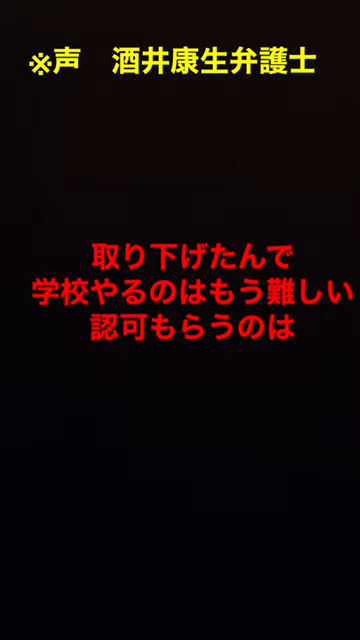 ※声　酒井康生弁護士
取り下げたんで
学校やるのはもう難しい
認可もらうのは